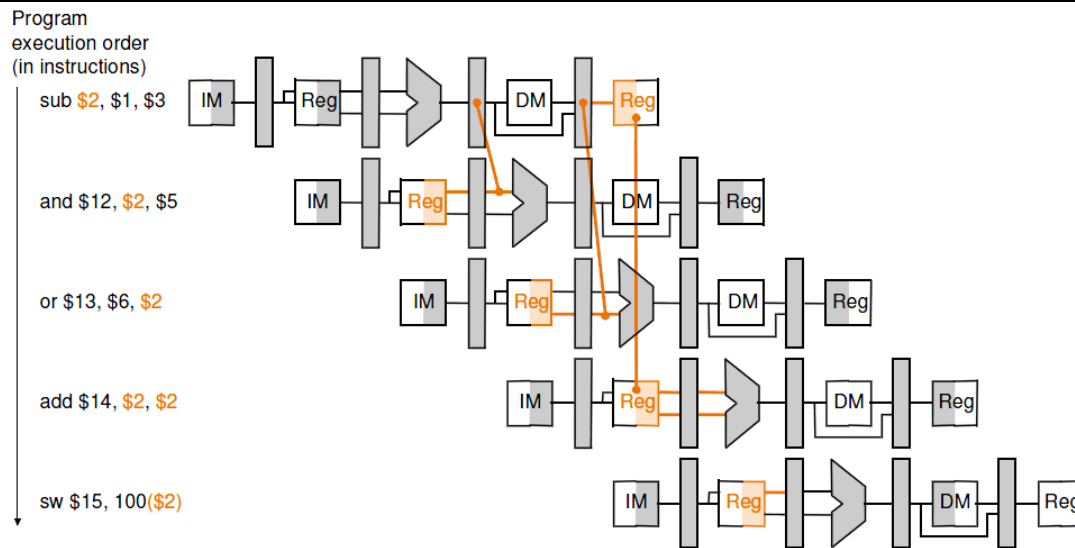 Program
execution order
(in instructions)
sub $2, $1, $3
IM
Reg
DM
Reg
and $12, $2, $5
IM
Reg
DM
Reg
or $13, $6, $2
IM
Reg
DM
Reg
add $14, $2, $2
IM
Reg
DM
Reg
sw $15, 100($2)
IM
Reg
DM
Reg